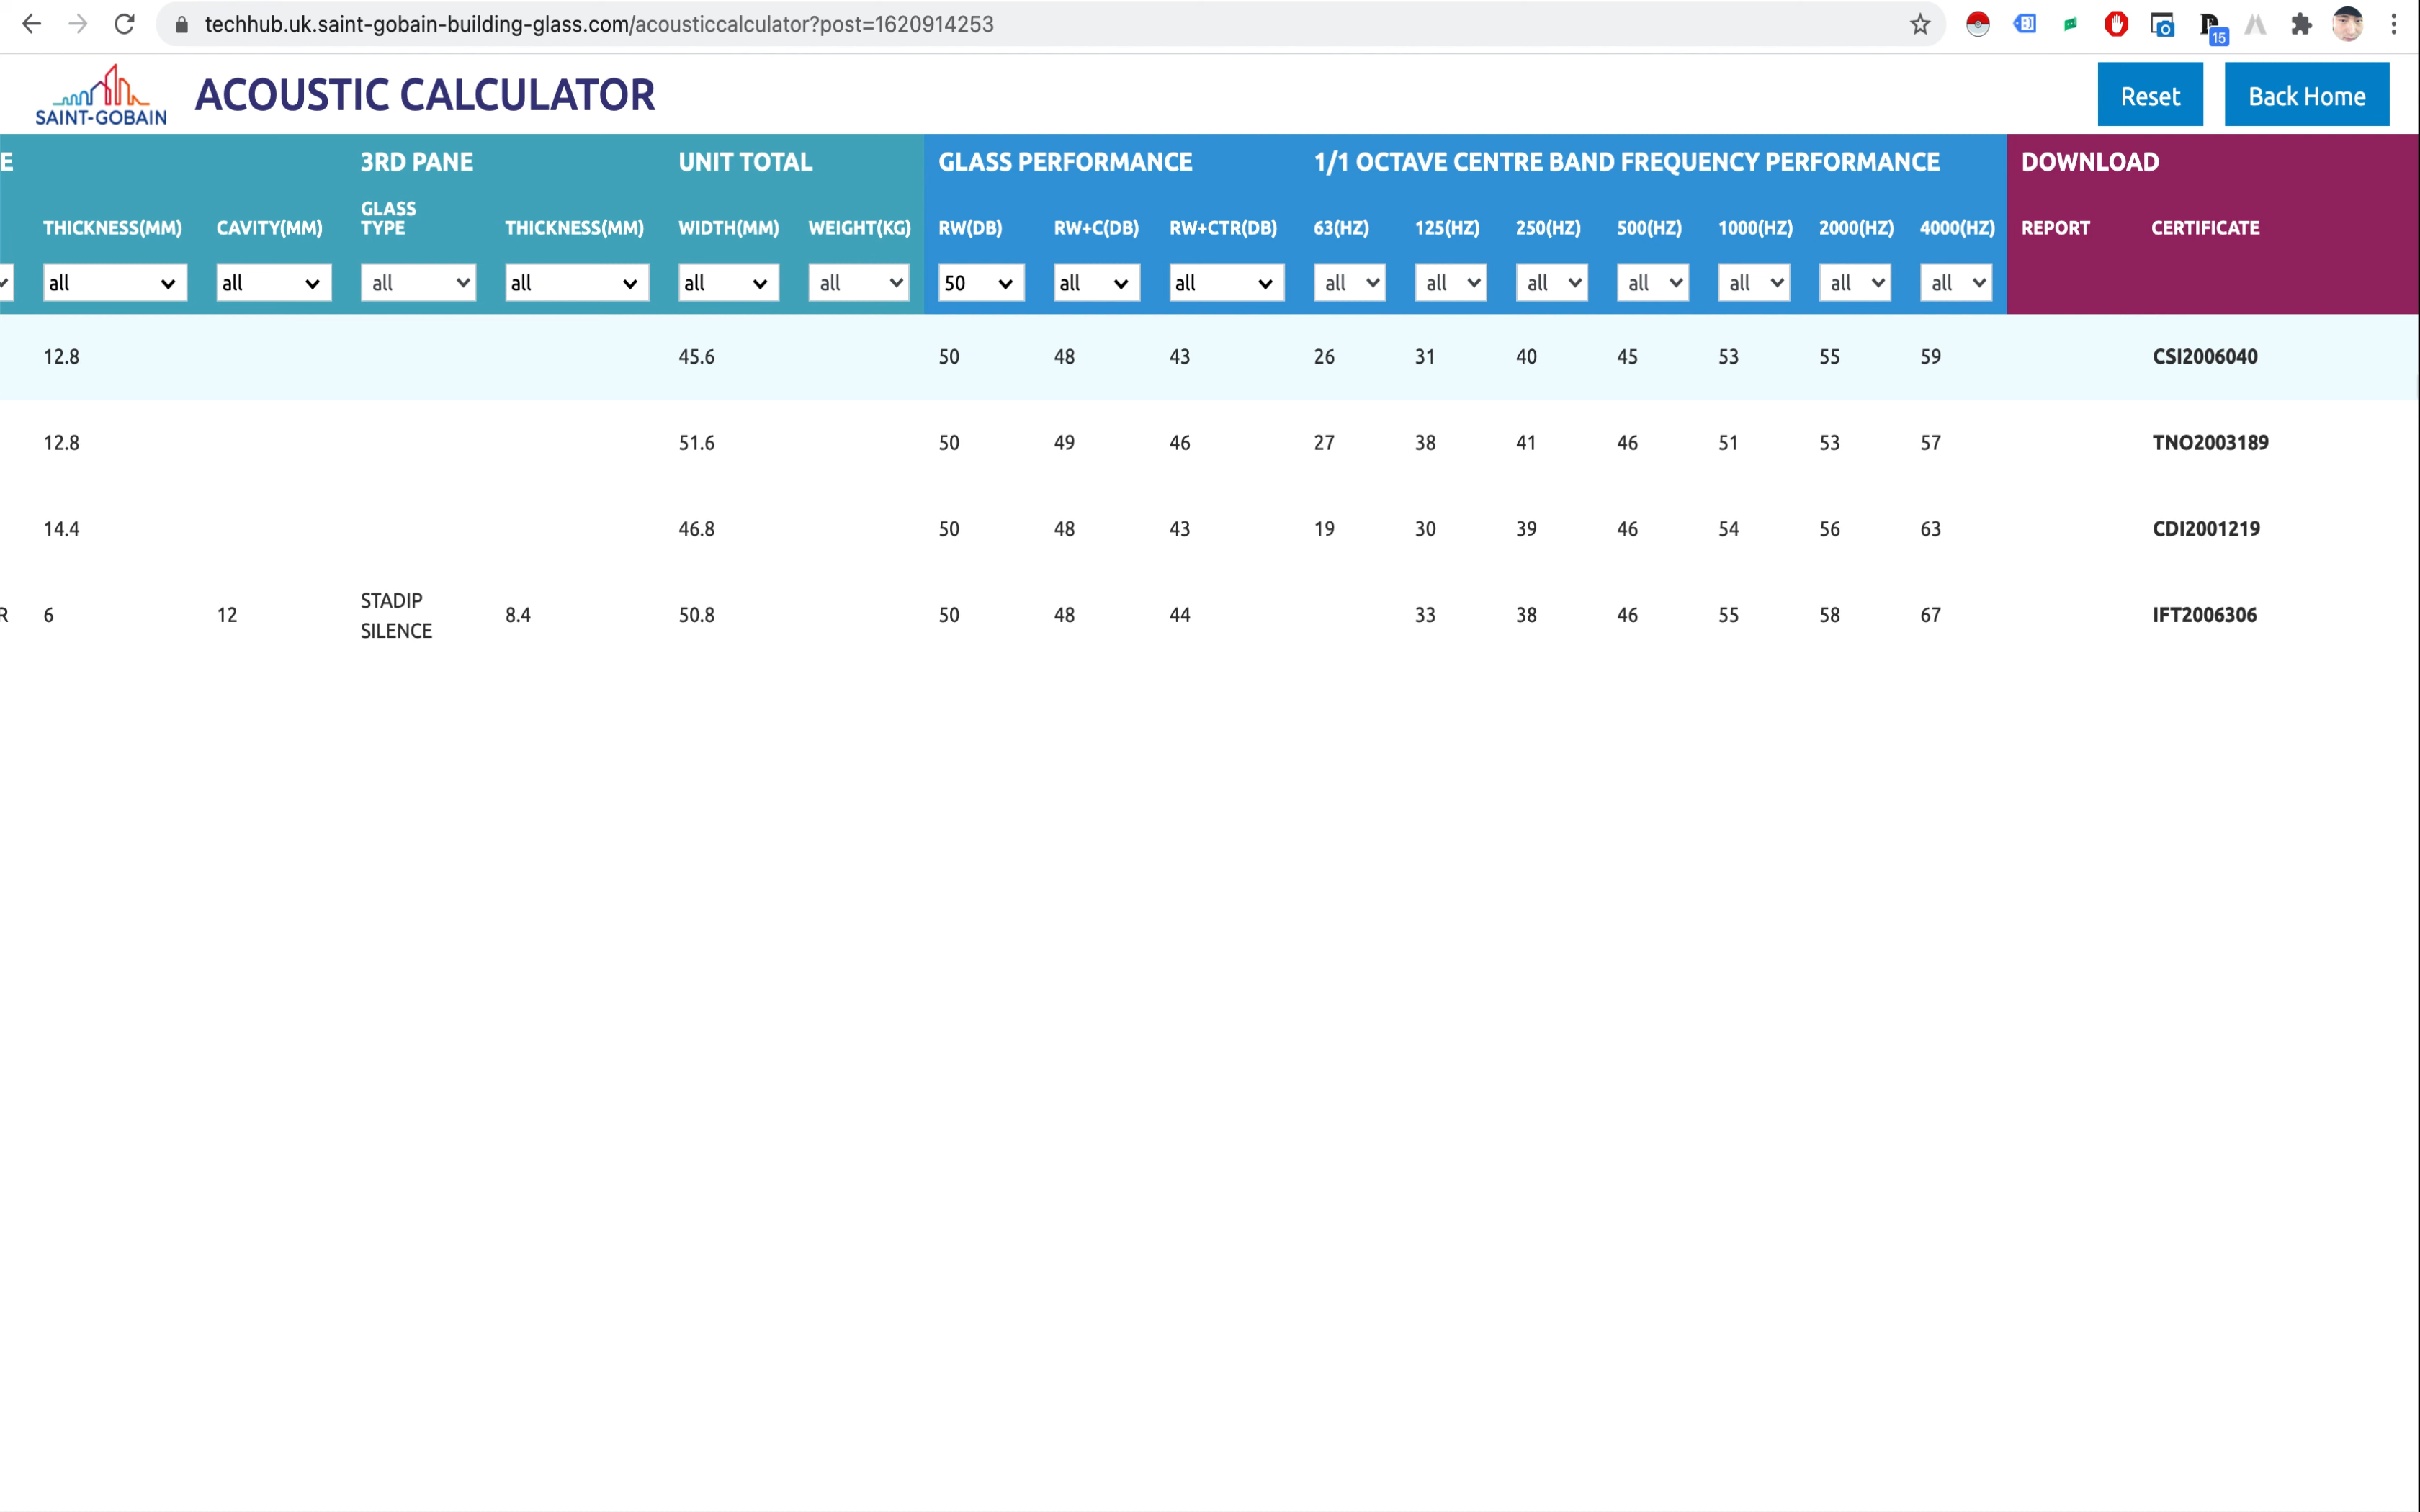 techhub.uk.saint-gobain-building-glass.com/acousticcalculator?post=1620914253
15
SAINT-GOBAIN
ACOUSTIC CALCULATOR
Reset
Back Home
E 3RD PANE UNIT TOTAL GLASS PERFORMANCE 1/1 OCTAVE CENTRE BAND FREQUENCY PERFORMANCE DOWNLOAD
THICKNESS(MM) CAVITY(MM) GLASS TYPE THICKNESS(MM) WIDTH(MM) WEIGHT(KG) RW(DB) RW+C(DB) RW+CTR(DB) 63(HZ) 125(HZ) 250(HZ) 500(HZ) 1000(HZ) 2000(HZ) 4000(HZ) REPORT CERTIFICATE
all all all all all all 50 all all all all all all all all all
12.8 45.6 50 48 43 26 31 40 45 53 55 59 CSI2006040
12.8 51.6 50 49 46 27 38 41 46 51 53 57 TNO2003189
14.4 46.8 50 48 43 19 30 39 46 54 56 63 CDI2001219
R 6 12 STADIP SILENCE 8.4 50.8 50 48 44 33 38 46 55 58 67 IFT2006306